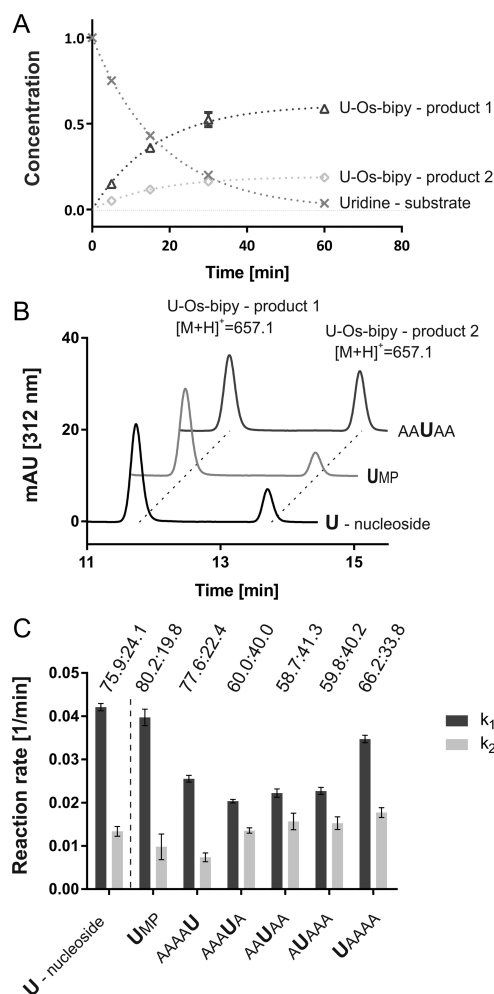 A
Concentration
1.0
0.5
0.0
U-Os-bipy - product 1
U-Os-bipy - product 2
Uridine - substrate
0 20 40 60 80
Time [min]
B
U-Os-bipy - product 1
[M+H]⁺=657.1
U-Os-bipy - product 2
[M+H]⁺=657.1
mAU [312 nm]
40
20
0
AAUAA
UMP
U - nucleoside
11 13 15
Time [min]
C
75.9:24.1 80.2:19.8 77.6:22.4 60.0:40.0 58.7:41.3 59.8:40.2 66.2:33.8
Reaction rate [1/min]
0.05
0.04
0.03
0.02
0.01
0.00
k₁
k₂
U - nucleoside UMP AAAAU AAAUA AAUAA AUAAA UAAAA